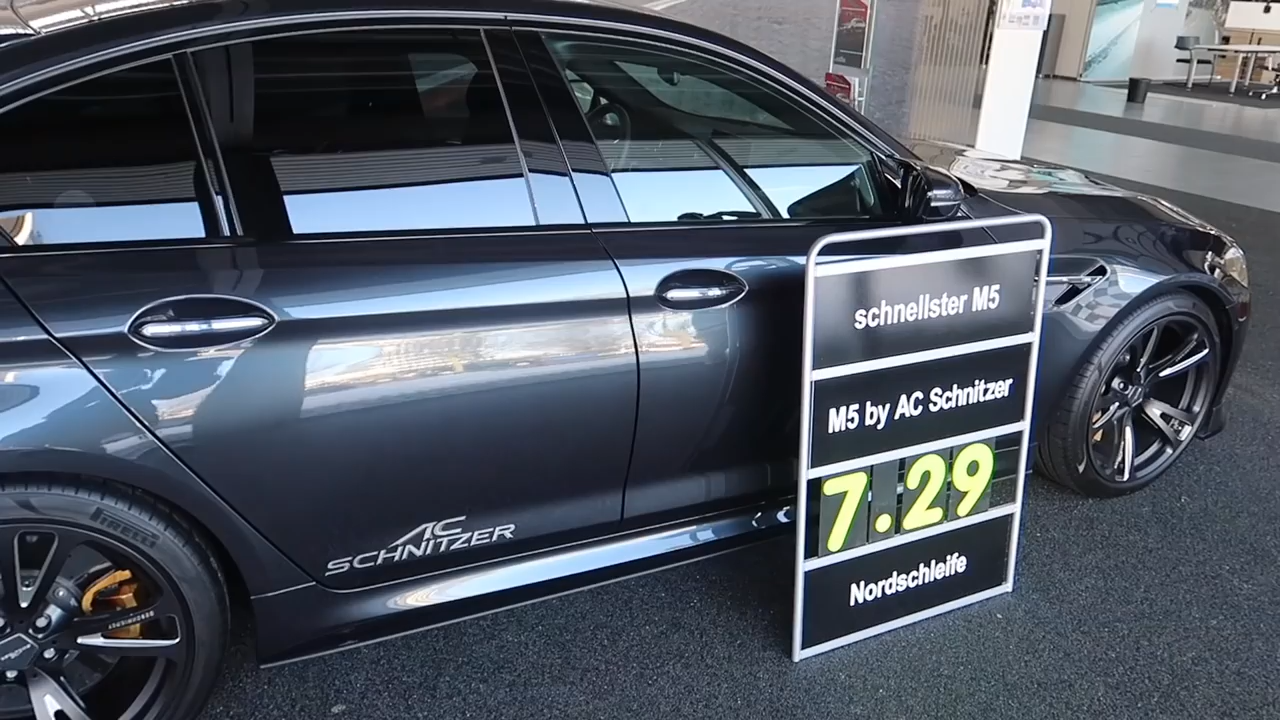 schnellster M5
M5 by AC Schnitzer
7.29
Nordschleife
AC
SCHNITZER
PIRELLI